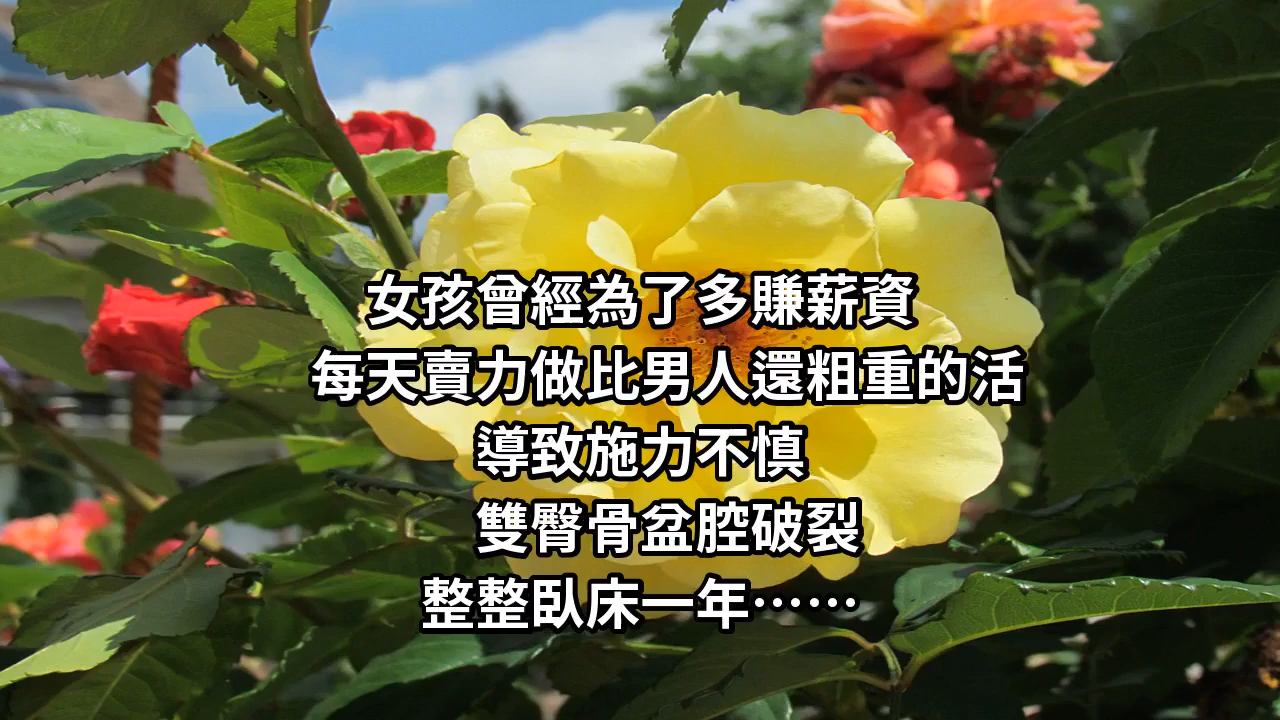 女孩曾經為了多賺薪資
每天賣力做比男人還粗重的活
導致施力不慎
雙臀骨盆腔破裂
整整臥床一年⋯⋯